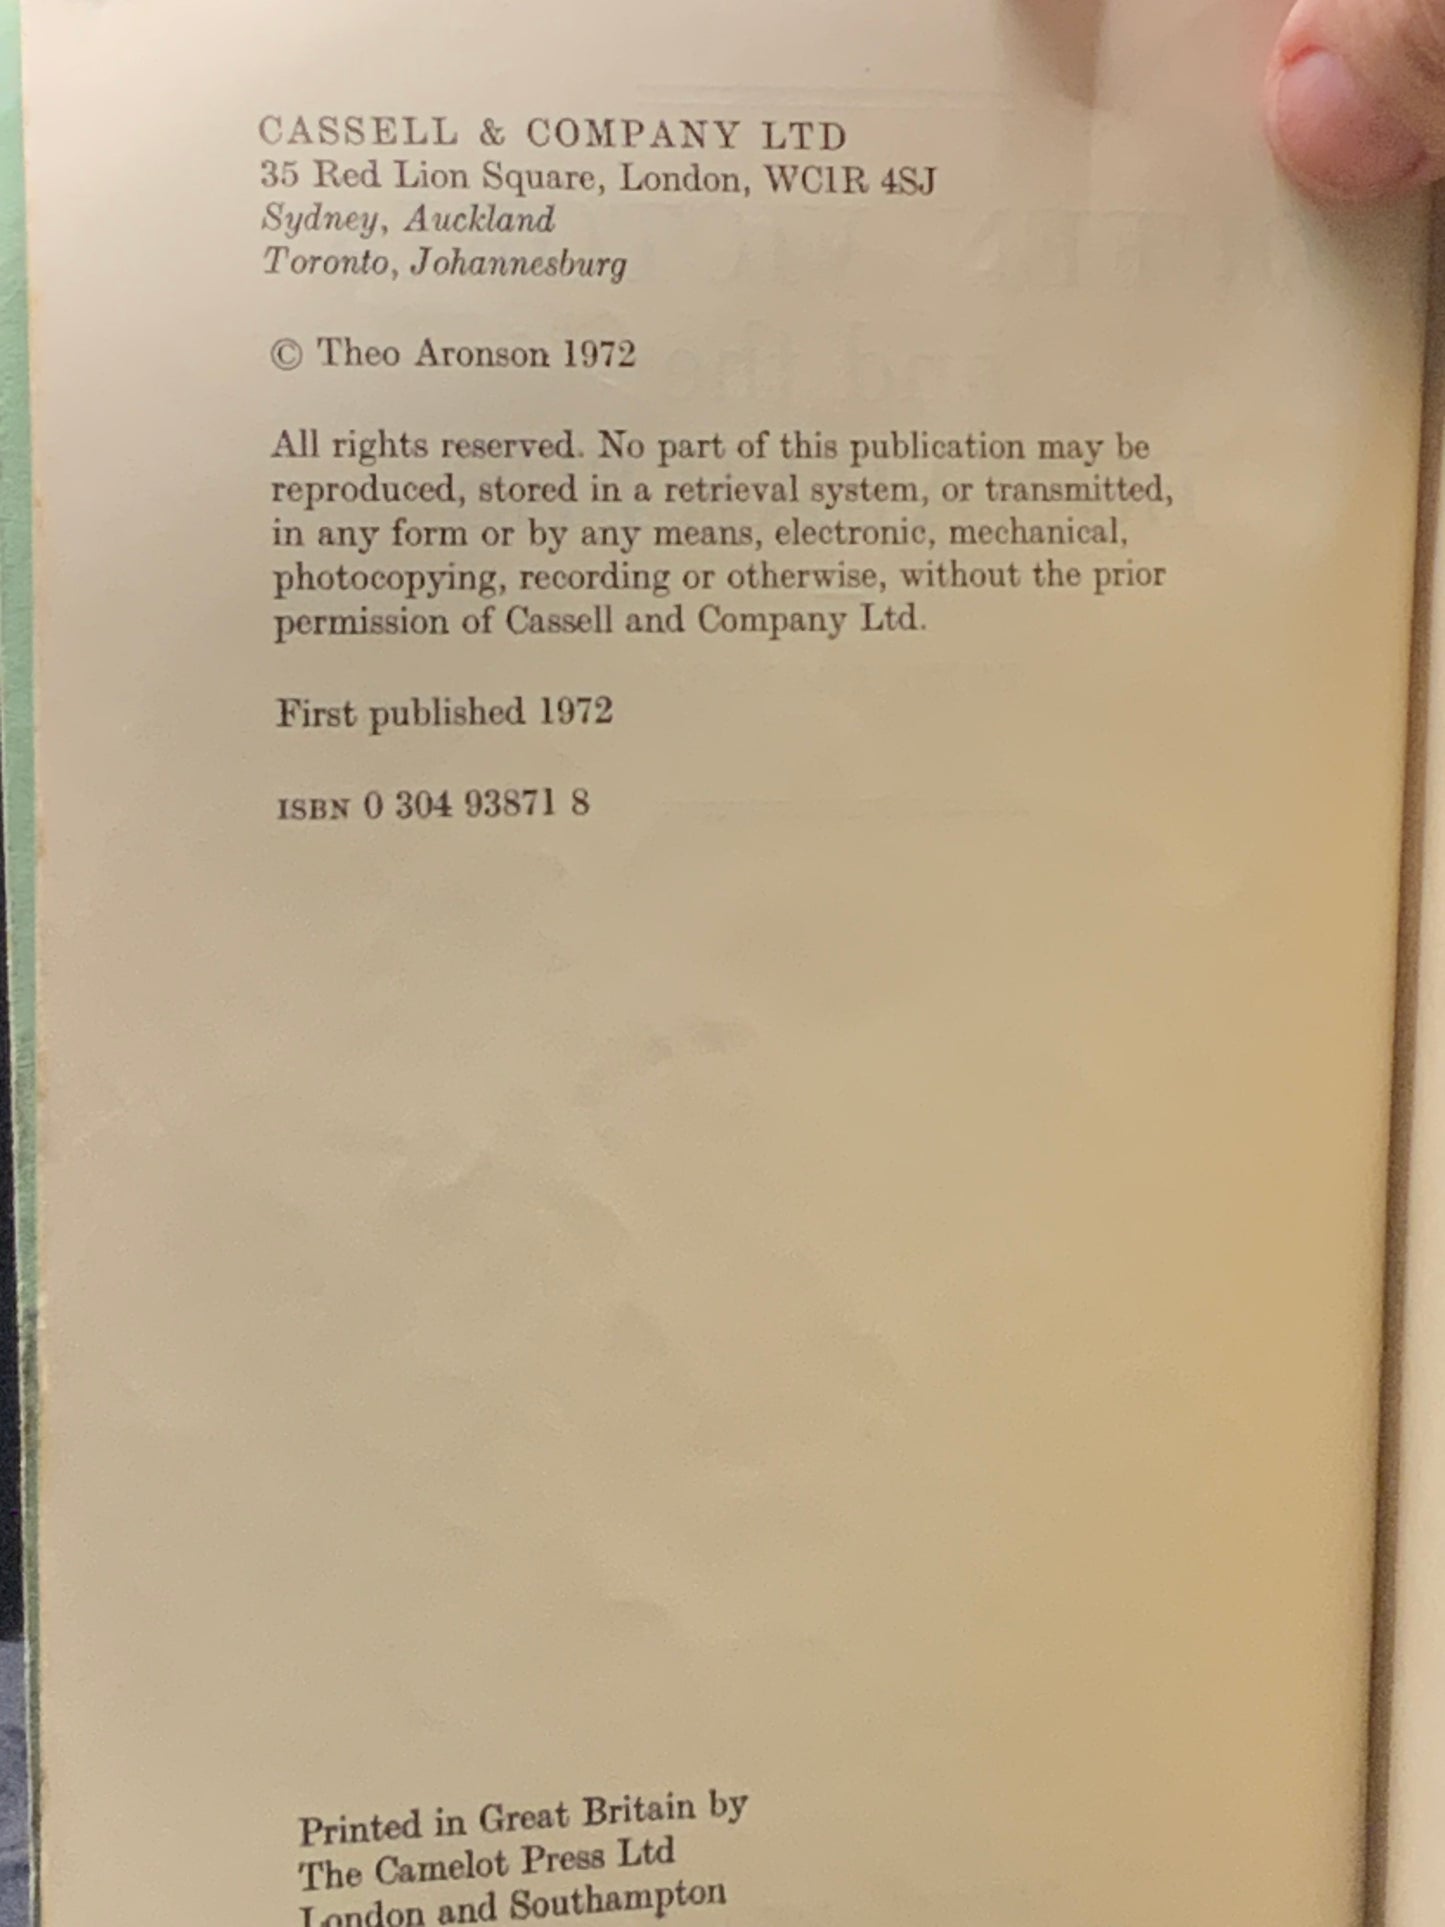 CASSELL & COMPANY LTD
35 Red Lion Square, London, WC1R 4SJ
Sydney, Auckland
Toronto, Johannesburg
© Theo Aronson 1972
All rights reserved. No part of this publication may be
reproduced, stored in a retrieval system, or transmitted,
in any form or by any means, electronic, mechanical,
photocopying, recording or otherwise, without the prior
permission of Cassell and Company Ltd.
First published 1972
ISBN 0 304 93871 8
Printed in Great Britain by
The Camelot Press Ltd
London and Southampton